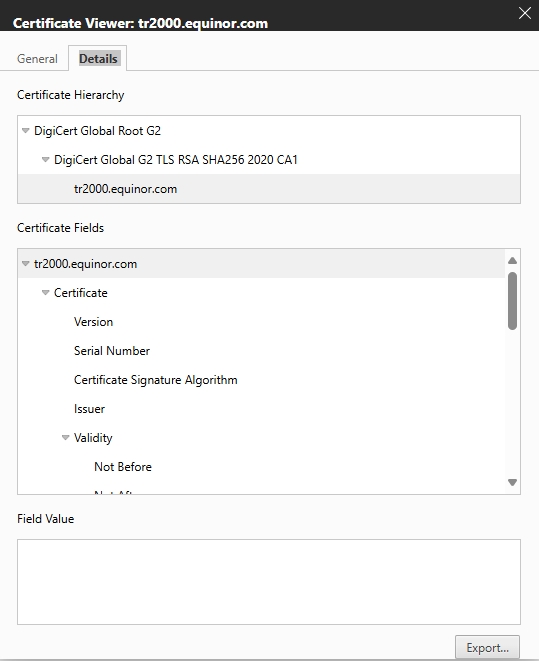 Certificate Viewer: tr2000.equinor.com
General Details
Certificate Hierarchy
DigiCert Global Root G2
DigiCert Global G2 TLS RSA SHA256 2020 CA1
tr2000.equinor.com
Certificate Fields
tr2000.equinor.com
Certificate
Version
Serial Number
Certificate Signature Algorithm
Issuer
Validity
Not Before
Not Aft
Field Value
Export...